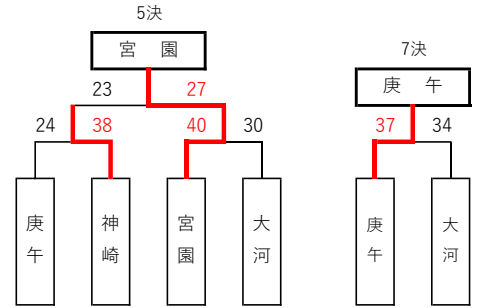 5決
宮 園
23 27
24 38 40 30
庚午 神崎 宮園 大河
7決
庚 午
37 34
庚午 大河